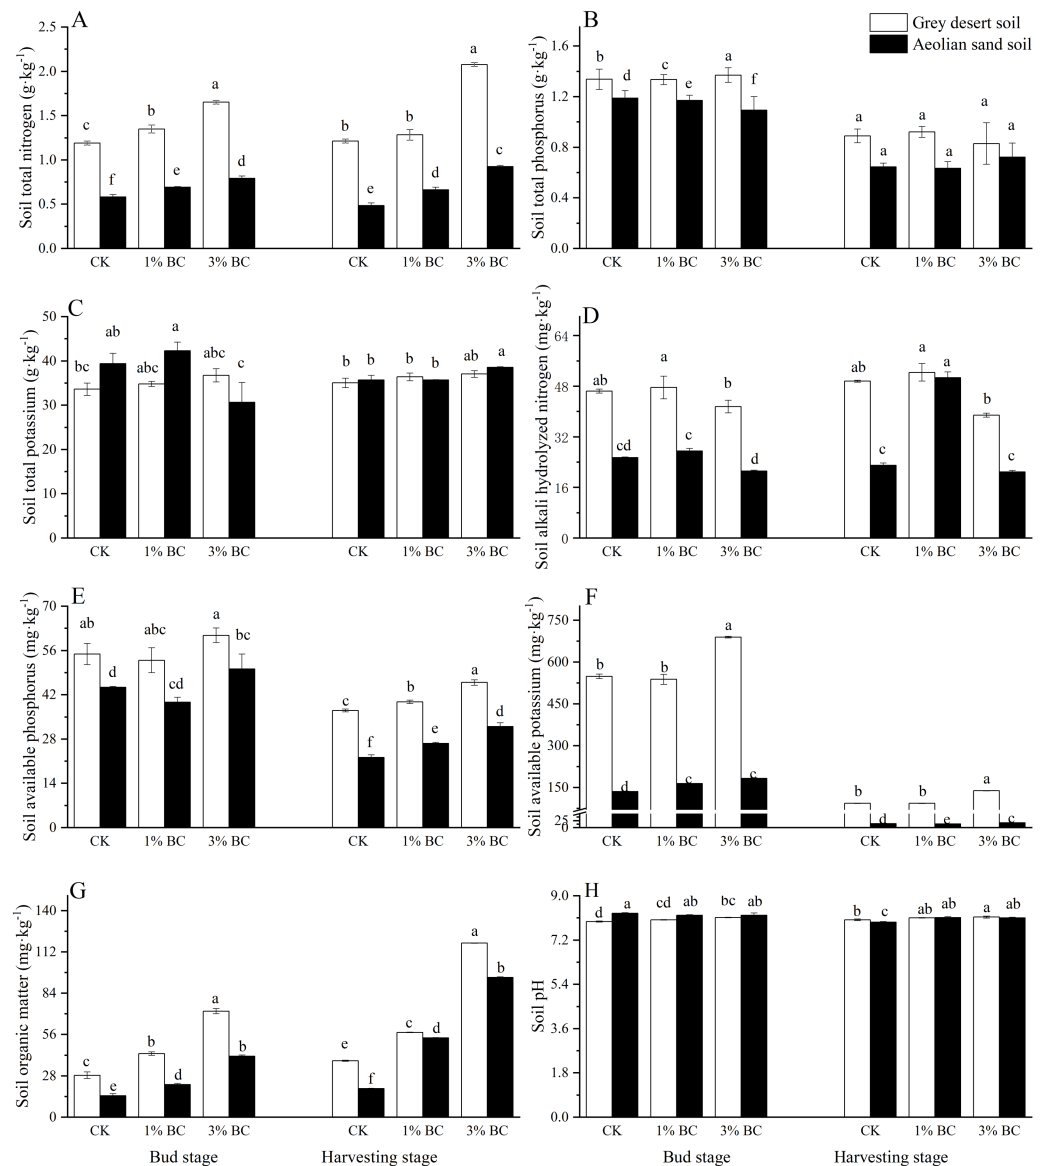 A
Soil total nitrogen (g·kg-1)
2.5
2.0
1.5
1.0
0.5
0.0
c
f
b
e
a
d
b
e
b
d
a
c
CK
1% BC
3% BC
CK
1% BC
3% BC
B
Grey desert soil
Aeolian sand soil
Soil total phosphorus (g·kg-1)
1.6
1.2
0.8
0.4
0.0
b
d
c
e
a
f
a
a
a
a
a
a
CK
1% BC
3% BC
CK
1% BC
3% BC
C
Soil total potassium (g·kg-1)
50
40
30
20
10
0
bc
ab
abc
a
abc
c
b
b
b
b
ab
a
CK
1% BC
3% BC
CK
1% BC
3% BC
D
Soil alkali hydrolyzed nitrogen (mg·kg-1)
64
48
32
16
0
ab
cd
a
c
b
d
ab
c
a
a
b
c
CK
1% BC
3% BC
CK
1% BC
3% BC
E
Soil available phosphorus (mg·kg-1)
70
56
42
28
14
0
ab
d
abc
cd
a
bc
c
f
b
e
a
d
CK
1% BC
3% BC
CK
1% BC
3% BC
F
Soil available potassium (mg·kg-1)
750
600
450
300
150
25
0
b
d
b
c
a
c
b
d
b
e
a
c
CK
1% BC
3% BC
CK
1% BC
3% BC
G
Soil organic matter (mg·kg-1)
140
112
84
56
28
0
c
e
b
d
a
b
e
f
c
d
a
b
CK
1% BC
3% BC
CK
1% BC
3% BC
Bud stage
Harvesting stage
H
Soil pH
9.0
7.2
5.4
3.6
1.8
0.0
d
a
cd
ab
bc
ab
b
c
ab
ab
a
ab
CK
1% BC
3% BC
CK
1% BC
3% BC
Bud stage
Harvesting stage